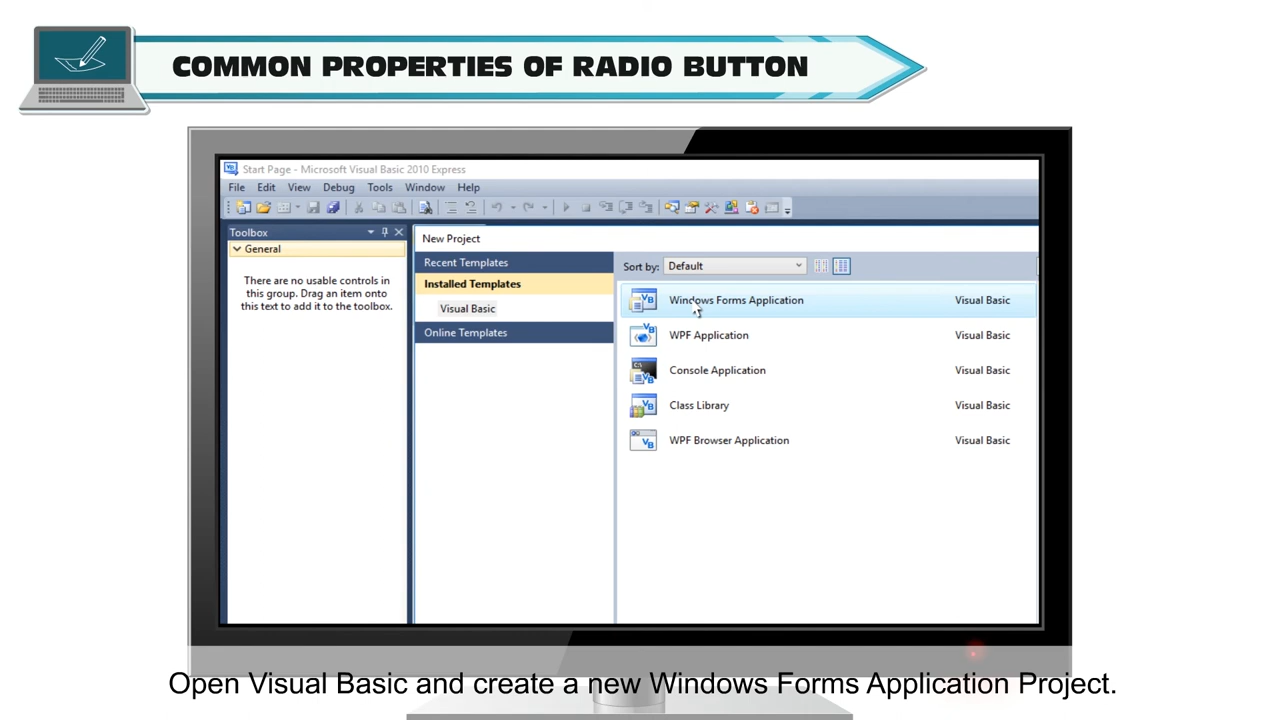 COMMON PROPERTIES OF RADIO BUTTON
Start Page - Microsoft Visual Basic 2010 Express
File Edit View Debug Tools Window Help
Toolbox
General
There are no usable controls in
this group. Drag an item onto
this text to add it to the toolbox.
New Project
Recent Templates
Installed Templates
Visual Basic
Online Templates
Sort by: Default
Windows Forms Application Visual Basic
WPF Application Visual Basic
Console Application Visual Basic
Class Library Visual Basic
WPF Browser Application Visual Basic
Open Visual Basic and create a new Windows Forms Application Project.